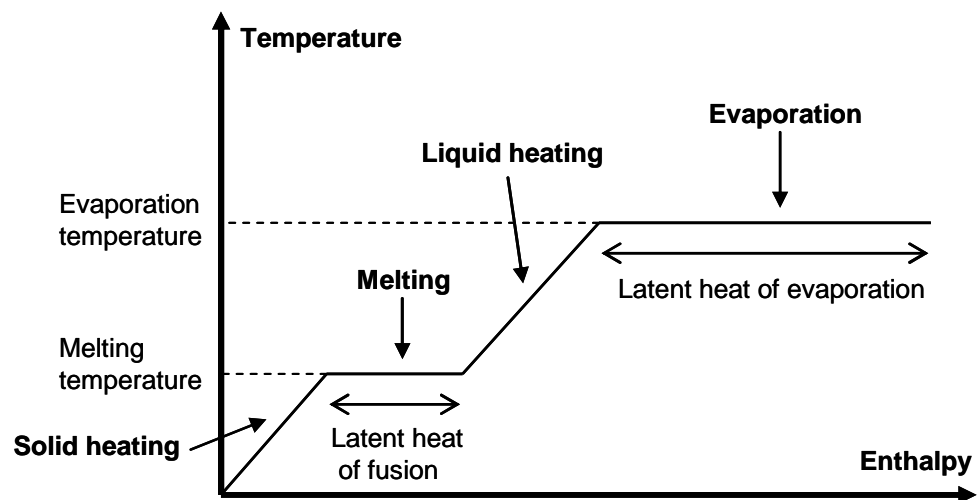 Temperature
Evaporation
Liquid heating
Evaporation
temperature
Latent heat of evaporation
Melting
Melting
temperature
Solid heating
Latent heat
of fusion
Enthalpy